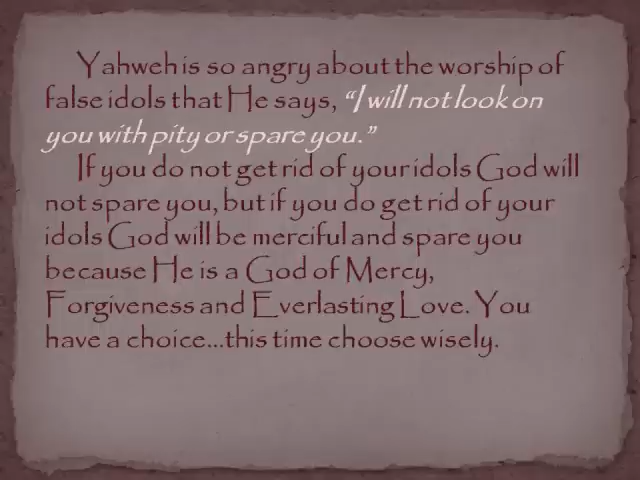 Yahweh is so angry about the worship of
false idols that He says, “I will not look on
you with pity or spare you.”
If you do not get rid of your idols God will
not spare you, but if you do get rid of your
idols God will be merciful and spare you
because He is a God of Mercy,
Forgiveness and Everlasting Love. You
have a choice...this time choose wisely.